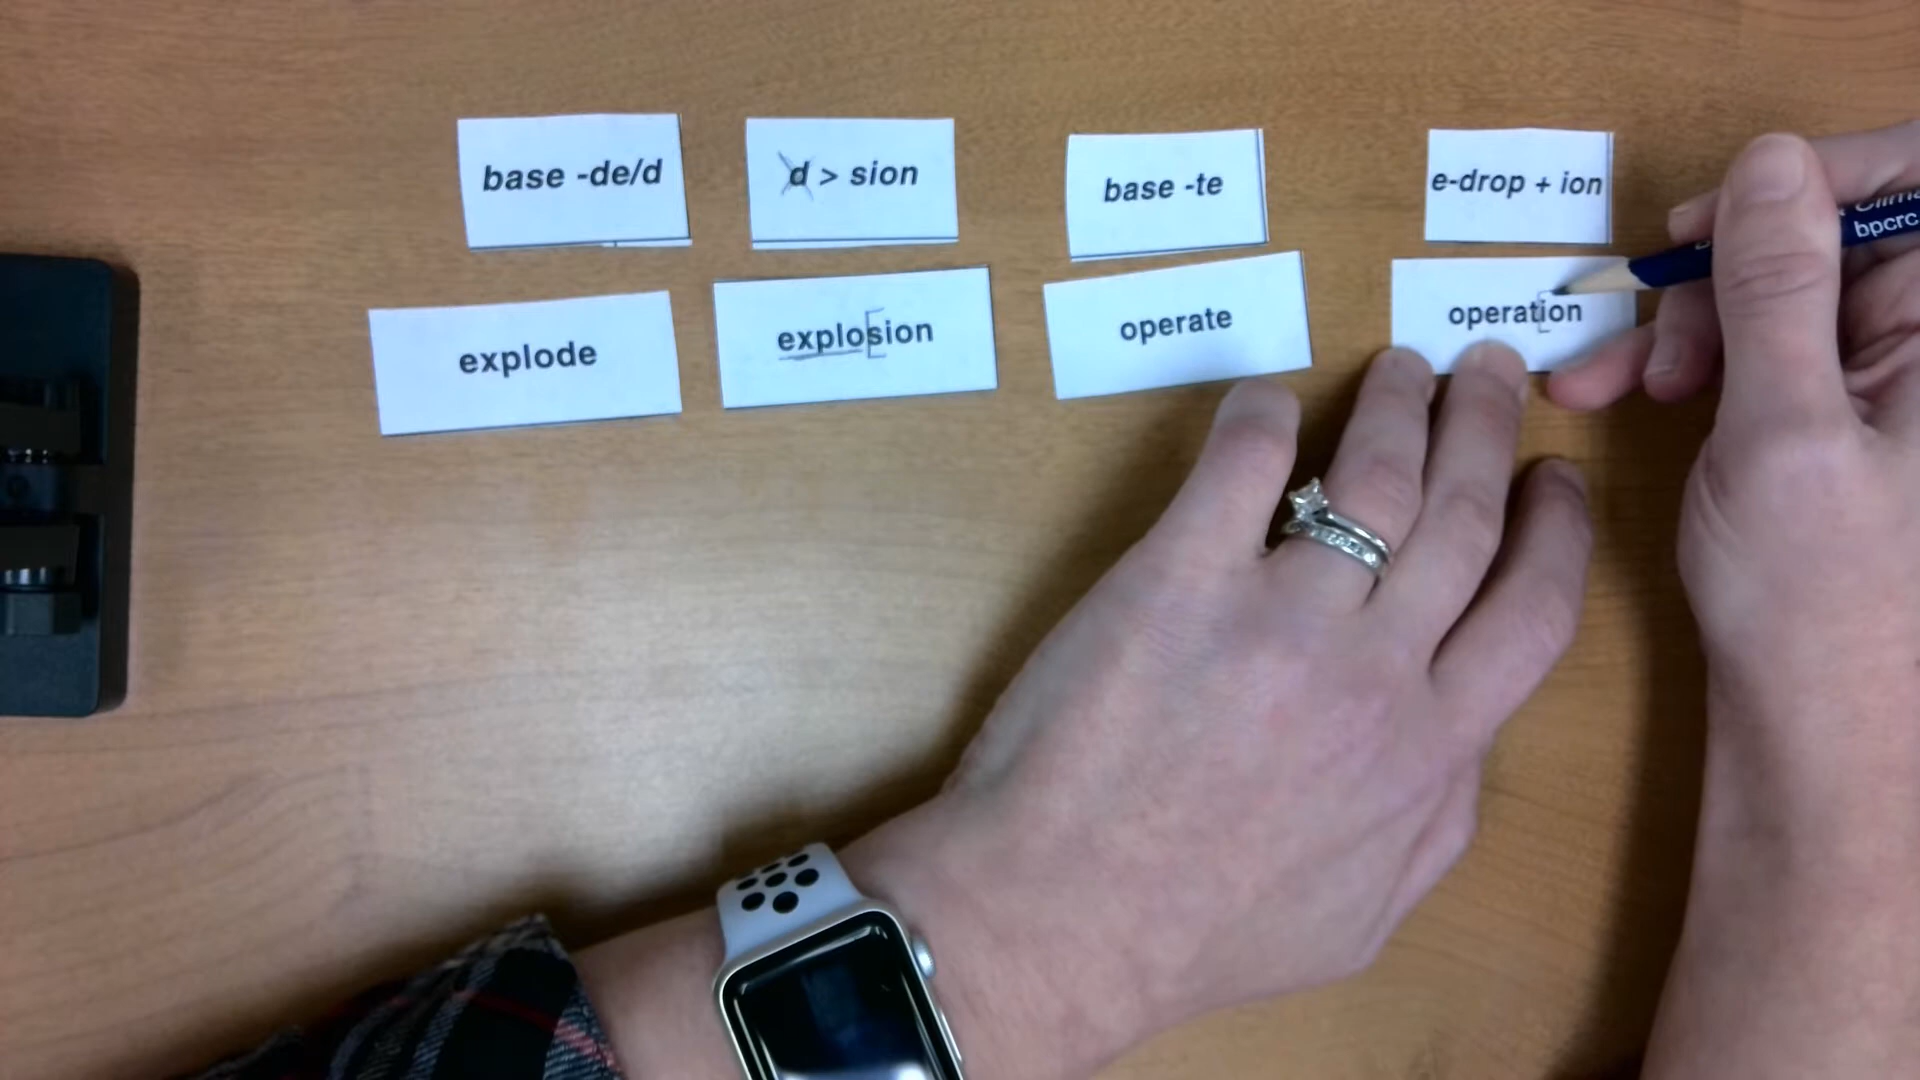 base -de/d
d > sion
base -te
e-drop + ion
explode
explosion
operate
operation
bpcrc.